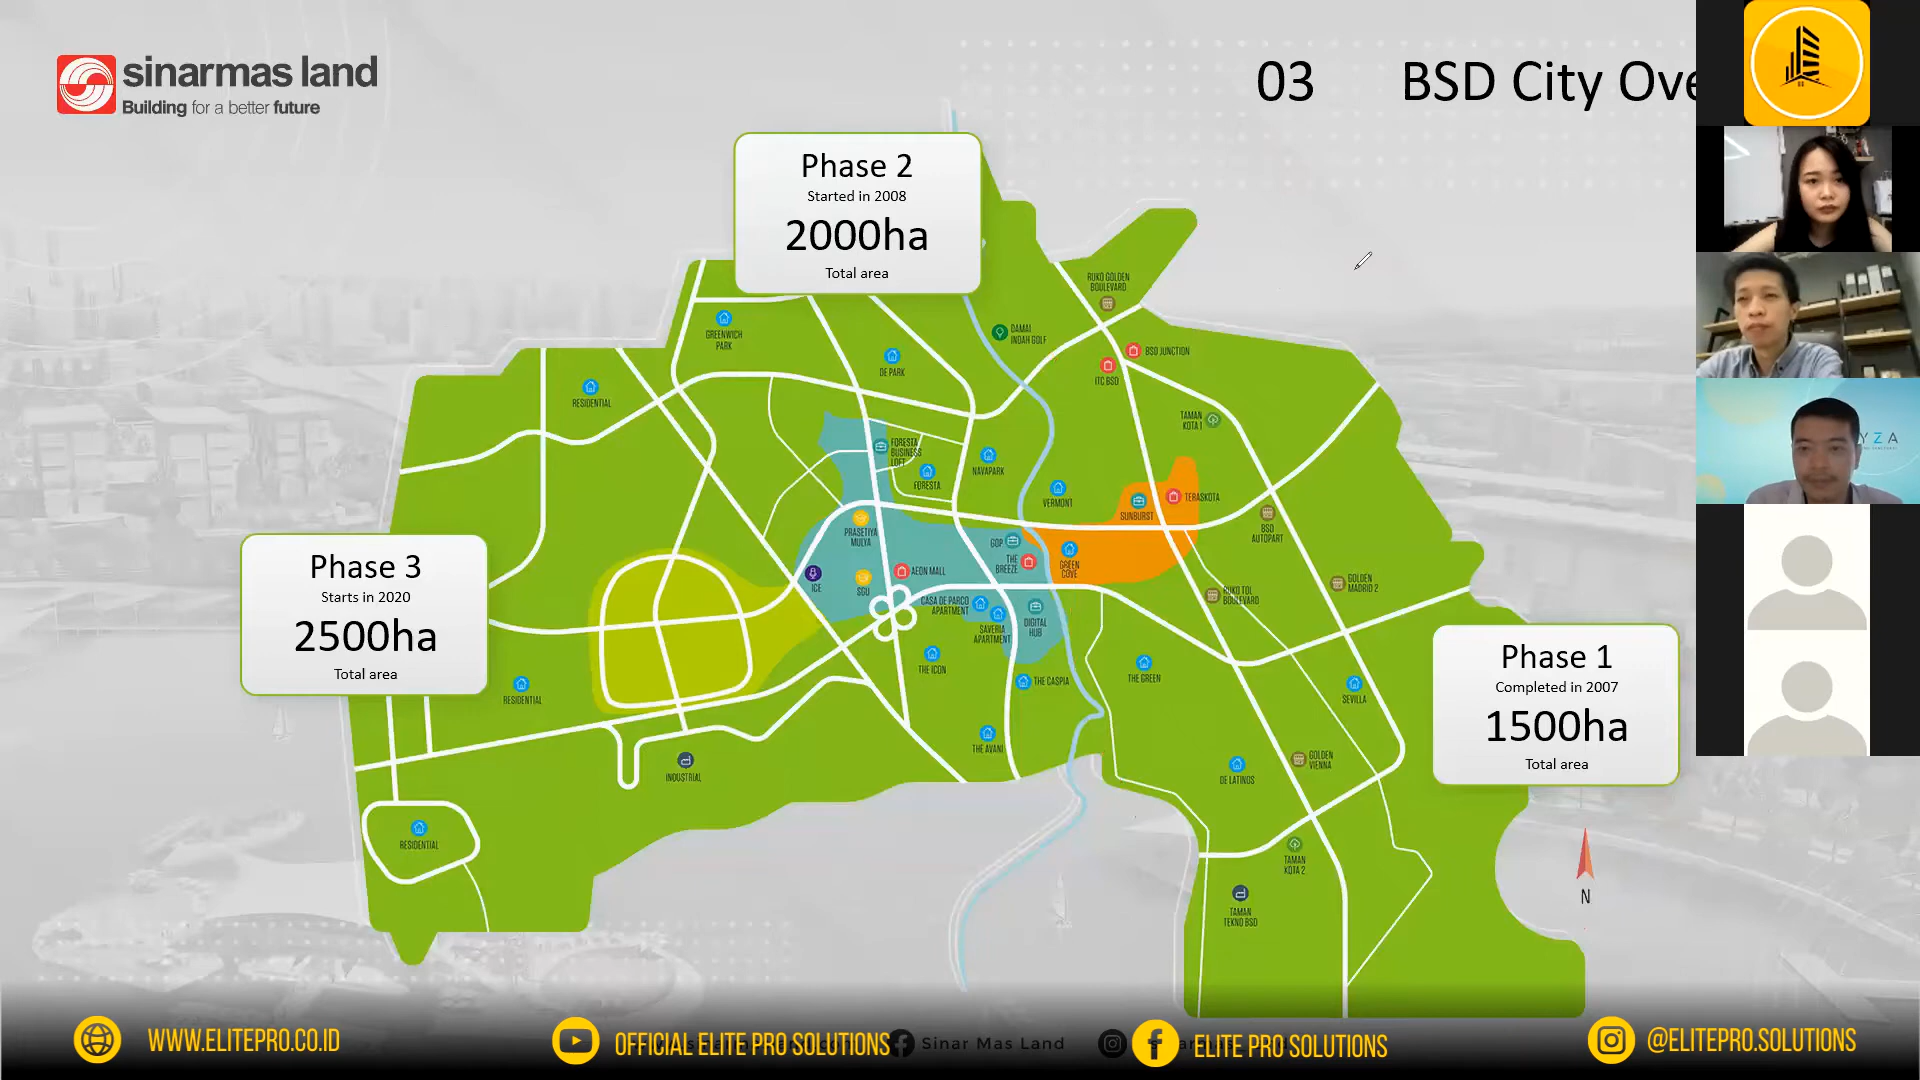 sinarmas land
Building for a better future
03 BSD City Ove
Phase 2
Started in 2008
2000ha
Total area
RUKO GOLDEN
BOULEVARD
GREENWICH
PARK
DAMAI
INDAH GOLF
DE PARK
BSD JUNCTION
ITC BSD
RESIDENTIAL
TAMAN
KOTA 1
FORESTA
BUSINESS
LOFT
FORESTA
NAVAPARK
VERMONT
SUNBURST
TERASKOTA
BSD
AUTOPART
PRASETIYA
MULYA
GOP
THE
BREEZE
GREEN
COVE
ICE
SGU
AEON MALL
CASA DE PARCO
APARTMENT
SAVERIA
APARTMENT
DIGITAL
HUB
RUKO TOL
BOULEVARD
GOLDEN
MADRID 2
Phase 3
Starts in 2020
2500ha
Total area
Phase 1
Completed in 2007
1500ha
Total area
THE ICON
THE CASPIA
THE GREEN
SEVILLA
RESIDENTIAL
THE AVANI
INDUSTRIAL
DE LATINOS
GOLDEN
VIENNA
RESIDENTIAL
TAMAN
KOTA 2
TAMAN
TEKNO BSD
N
YZA
WWW.ELITEPRO.CO.ID
OFFICIAL ELITE PRO SOLUTIONS
Sinar Mas Land
ELITE PRO SOLUTIONS
@ELITEPRO.SOLUTIONS